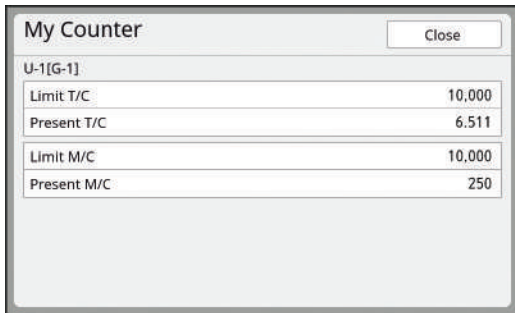 My Counter
Close
U-1[G-1]
Limit T/C 10,000
Present T/C 6.511
Limit M/C 10,000
Present M/C 250